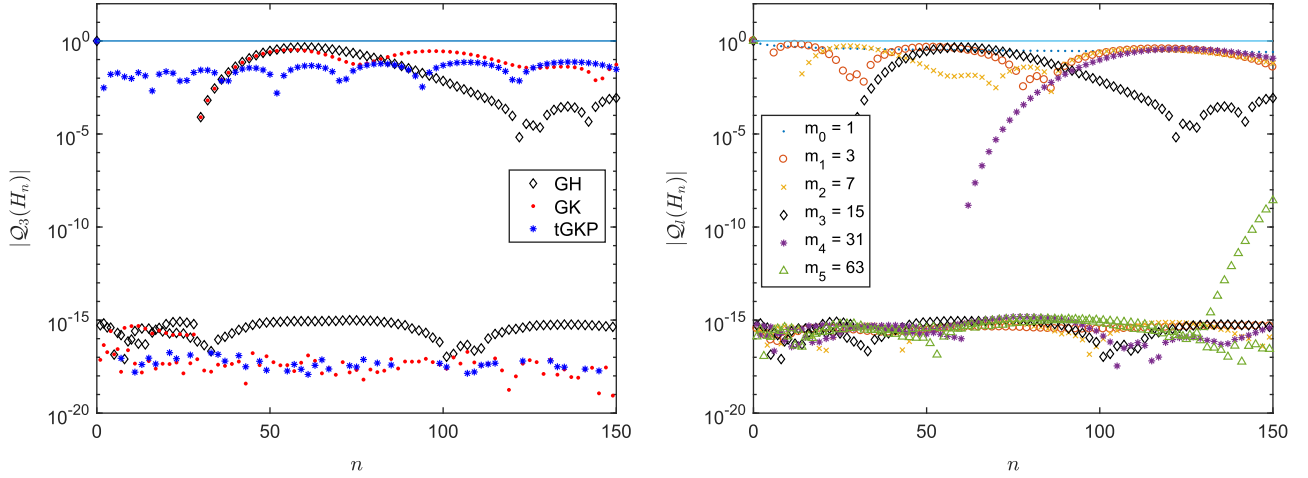 10^0
10^-5
10^-10
10^-15
10^-20
|𝒬_3(H_n)|
GH
GK
tGKP
0
50
100
150
n
10^0
10^-5
10^-10
10^-15
10^-20
|𝒬_l(H_n)|
m_0 = 1
m_1 = 3
m_2 = 7
m_3 = 15
m_4 = 31
m_5 = 63
0
50
100
150
n